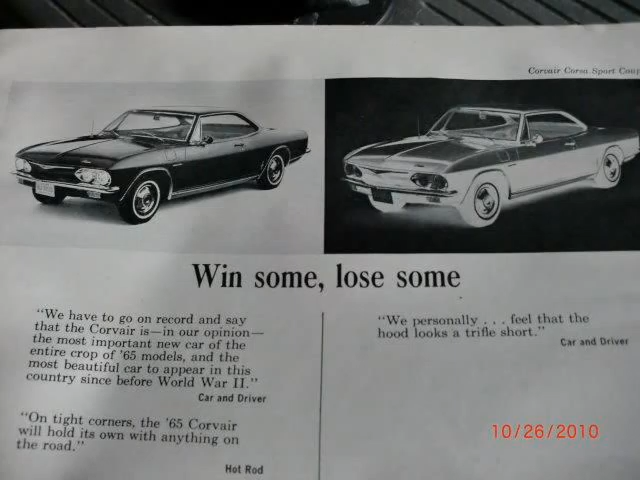 Corvair Corsa Sport Coup
Win some, lose some
"We have to go on record and say
that the Corvair is—in our opinion—
the most important new car of the
entire crop of '65 models, and the
most beautiful car to appear in this
country since before World War II."
Car and Driver
"On tight corners, the '65 Corvair
will hold its own with anything on
the road."
Hot Rod
"We personally . . . feel that the
hood looks a trifle short."
Car and Driver
10/26/2010